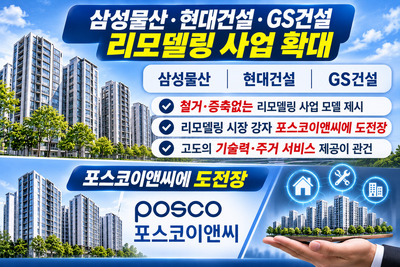 삼성물산·현대건설·GS건설
리모델링 사업 확대
삼성물산 | 현대건설 | GS건설
철거·증축없는 리모델링 사업 모델 제시
리모델링 시장 강자 포스코이앤씨에 도전장
고도의 기술력·주거 서비스 제공이 관건
포스코이앤씨에 도전장
posco
포스코이앤씨